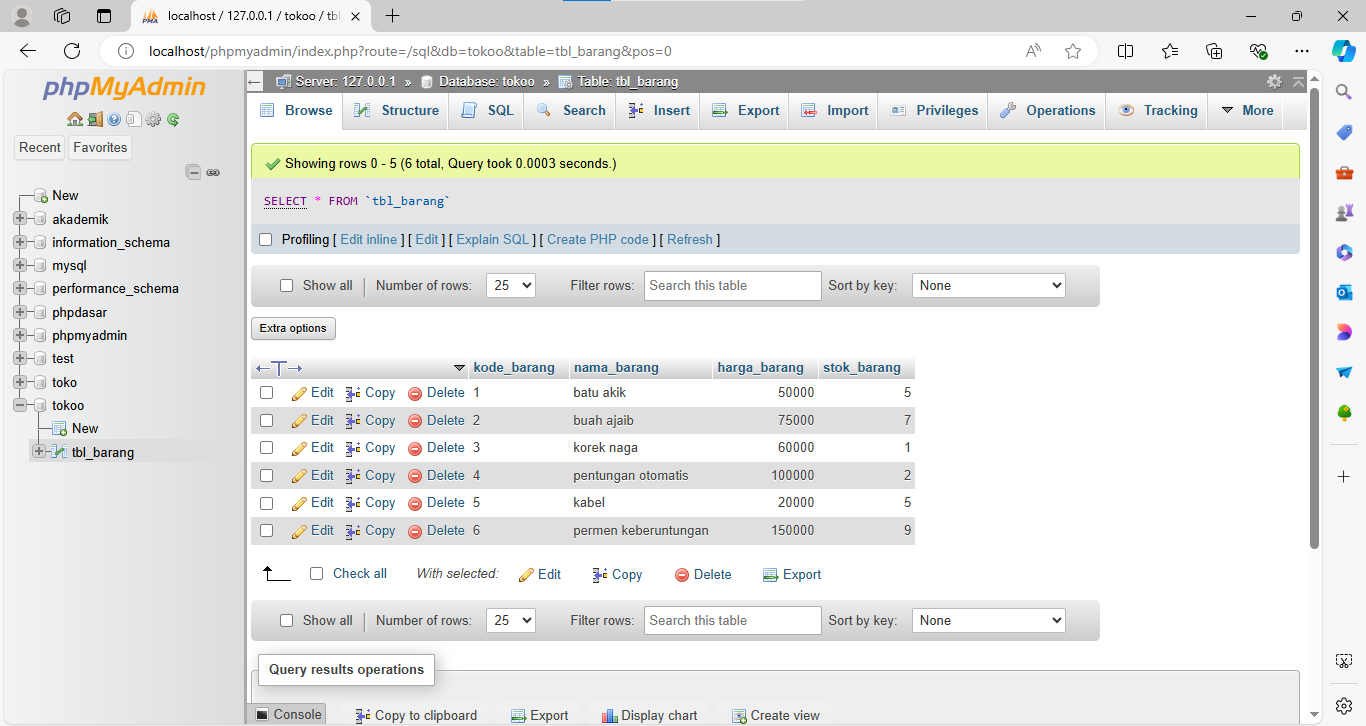 localhost / 127.0.0.1 / tokoo / tbl
localhost/phpmyadmin/index.php?route=/sql&db=tokoo&table=tbl_barang&pos=0
phpMyAdmin
Recent Favorites
New
akademik
information_schema
mysql
performance_schema
phpdasar
phpmyadmin
test
toko
tokoo
New
tbl_barang
Server: 127.0.0.1 » Database: tokoo » Table: tbl_barang
Browse Structure SQL Search Insert Export Import Privileges Operations Tracking More
Showing rows 0 - 5 (6 total, Query took 0.0003 seconds.)
SELECT * FROM `tbl_barang`
Profiling [ Edit inline ] [ Edit ] [ Explain SQL ] [ Create PHP code ] [ Refresh ]
Show all Number of rows: 25 Filter rows: Search this table Sort by key: None
Extra options
kode_barang nama_barang harga_barang stok_barang
Edit Copy Delete 1 batu akik 50000 5
Edit Copy Delete 2 buah ajaib 75000 7
Edit Copy Delete 3 korek naga 60000 1
Edit Copy Delete 4 pentungan otomatis 100000 2
Edit Copy Delete 5 kabel 20000 5
Edit Copy Delete 6 permen keberuntungan 150000 9
Check all With selected: Edit Copy Delete Export
Show all Number of rows: 25 Filter rows: Search this table Sort by key: None
Query results operations
Console Copy to clipboard Export Display chart Create view